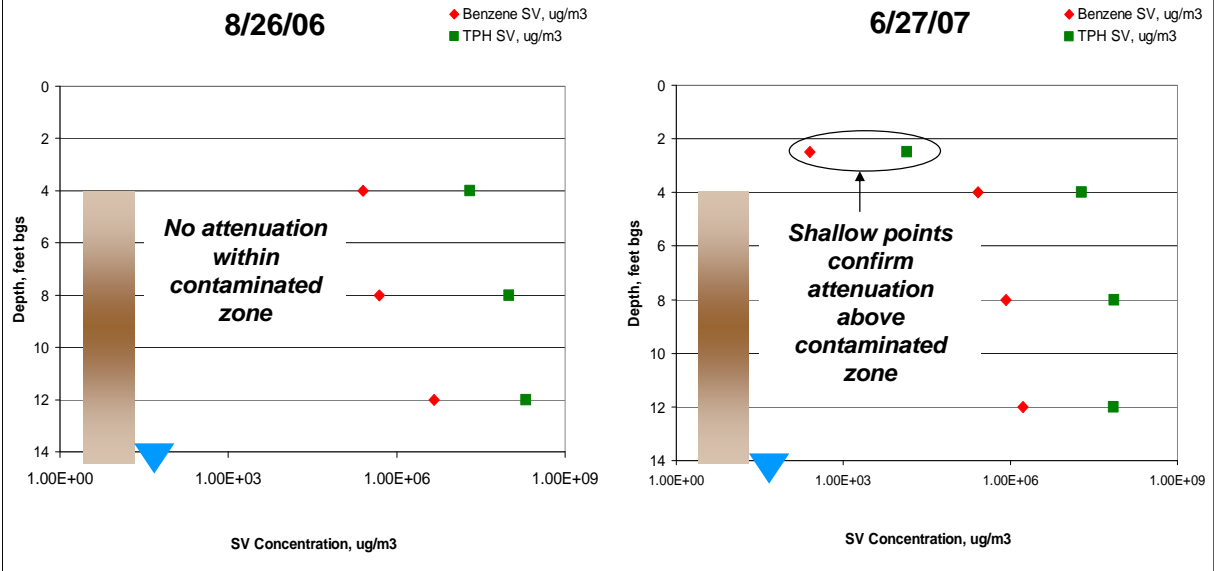 8/26/06
Benzene SV, ug/m3
TPH SV, ug/m3
0
2
4
6
8
10
12
14
Depth, feet bgs
No attenuation
within
contaminated
zone
1.00E+00
1.00E+03
1.00E+06
1.00E+09
SV Concentration, ug/m3
6/27/07
Benzene SV, ug/m3
TPH SV, ug/m3
0
2
4
6
8
10
12
14
Depth, feet bgs
Shallow points
confirm
attenuation
above
contaminated
zone
1.00E+00
1.00E+03
1.00E+06
1.00E+09
SV Concentration, ug/m3